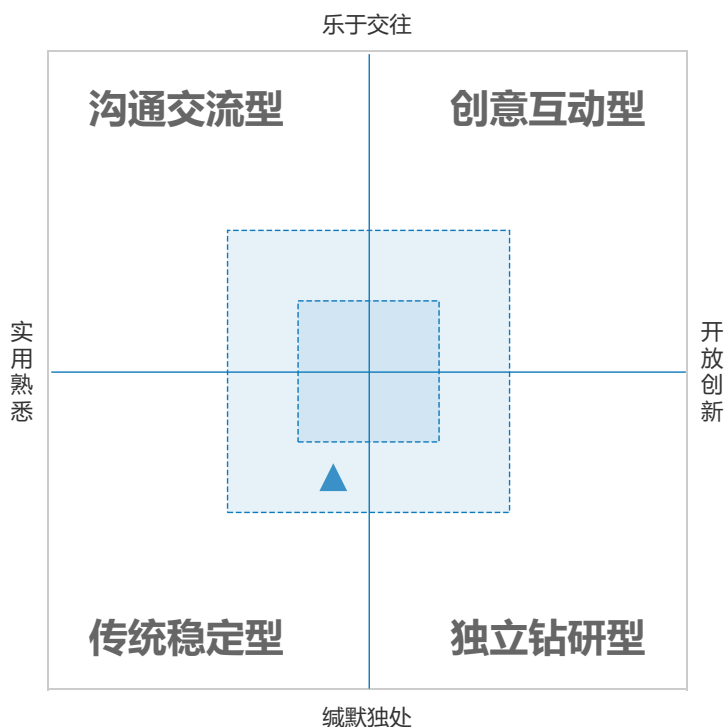 乐于交往
沟通交流型
创意互动型
实用熟悉
开放创新
传统稳定型
独立钻研型
缄默独处